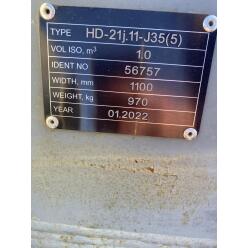 TYPE HD-21j.11-J35(5)
VOL ISO, m³ 1.0
IDENT NO 56757
WIDTH, mm 1100
WEIGHT, kg 970
YEAR 01.2022